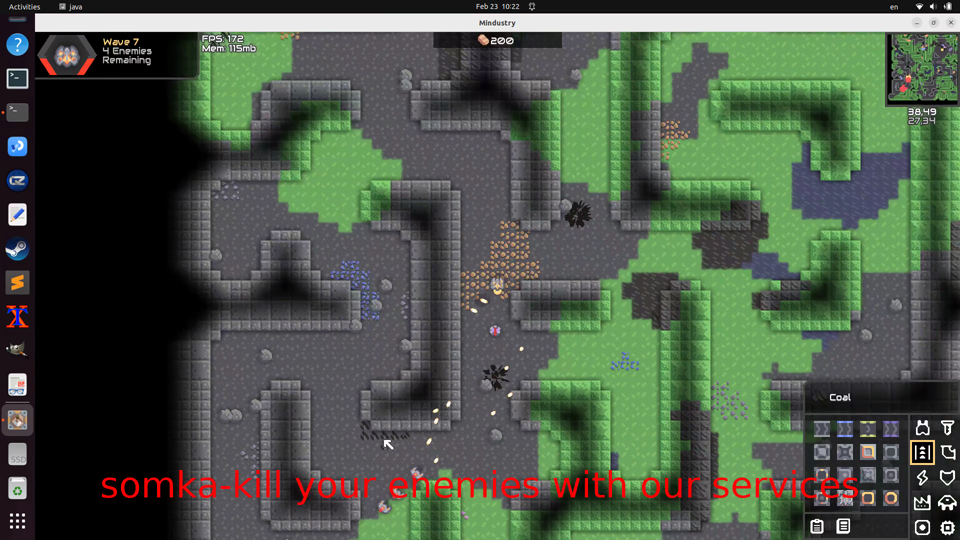 Activities
java
Feb 23 10:22
en
Mindustry
Wave 7
4 Enemies
Remaining
FPS: 172
Mem: 115mb
200
38,49
27,34
Coal
SSD
somka-kill your enemies with our services